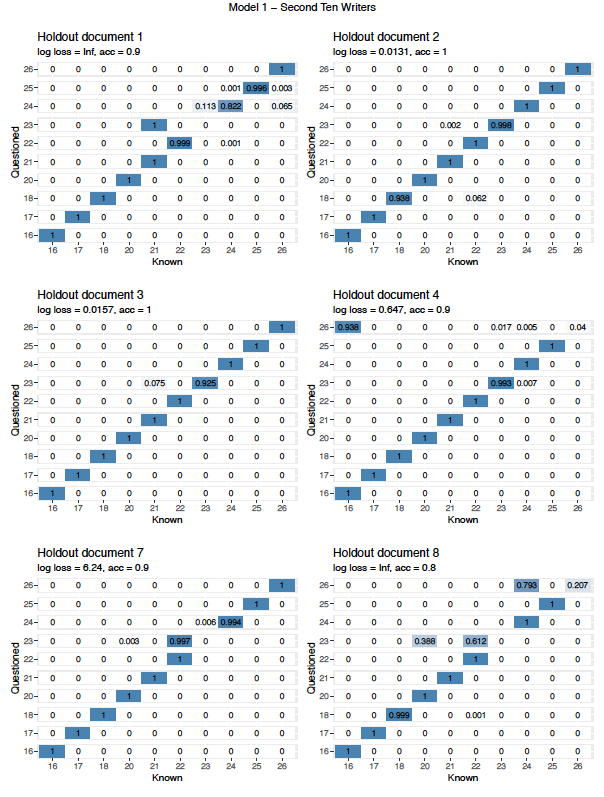 Model 1 – Second Ten Writers
Holdout document 1
log loss = Inf, acc = 0.9
Questioned
26 0 0 0 0 0 0 0 0 0 1
25 0 0 0 0 0 0 0 0.001 0.996 0.003
24 0 0 0 0 0 0 0.113 0.822 0 0.065
23 0 0 0 0 1 0 0 0 0 0
22 0 0 0 0 0 0.999 0 0.001 0 0
21 0 0 0 0 1 0 0 0 0 0
20 0 0 0 1 0 0 0 0 0 0
18 0 0 1 0 0 0 0 0 0 0
17 0 1 0 0 0 0 0 0 0 0
16 1 0 0 0 0 0 0 0 0 0
16 17 18 20 21 22 23 24 25 26
Known
Holdout document 2
log loss = 0.0131, acc = 1
Questioned
26 0 0 0 0 0 0 0 0 0 1
25 0 0 0 0 0 0 0 0 1 0
24 0 0 0 0 0 0 0 1 0 0
23 0 0 0 0 0.002 0 0.998 0 0 0
22 0 0 0 0 0 1 0 0 0 0
21 0 0 0 0 1 0 0 0 0 0
20 0 0 0 1 0 0 0 0 0 0
18 0 0 0.938 0 0 0.062 0 0 0 0
17 0 1 0 0 0 0 0 0 0 0
16 1 0 0 0 0 0 0 0 0 0
16 17 18 20 21 22 23 24 25 26
Known
Holdout document 3
log loss = 0.0157, acc = 1
Questioned
26 0 0 0 0 0 0 0 0 0 1
25 0 0 0 0 0 0 0 0 1 0
24 0 0 0 0 0 0 0 1 0 0
23 0 0 0 0 0.075 0 0.925 0 0 0
22 0 0 0 0 0 1 0 0 0 0
21 0 0 0 0 1 0 0 0 0 0
20 0 0 0 1 0 0 0 0 0 0
18 0 0 1 0 0 0 0 0 0 0
17 0 1 0 0 0 0 0 0 0 0
16 1 0 0 0 0 0 0 0 0 0
16 17 18 20 21 22 23 24 25 26
Known
Holdout document 4
log loss = 0.647, acc = 0.9
Questioned
26 0.938 0 0 0 0 0 0.017 0.005 0 0.04
25 0 0 0 0 0 0 0 0 1 0
24 0 0 0 0 0 0 0 1 0 0
23 0 0 0 0 0 0 0.993 0.007 0 0
22 0 0 0 0 0 1 0 0 0 0
21 0 0 0 0 1 0 0 0 0 0
20 0 0 0 1 0 0 0 0 0 0
18 0 0 1 0 0 0 0 0 0 0
17 0 1 0 0 0 0 0 0 0 0
16 1 0 0 0 0 0 0 0 0 0
16 17 18 20 21 22 23 24 25 26
Known
Holdout document 7
log loss = 6.24, acc = 0.9
Questioned
26 0 0 0 0 0 0 0 0 0 1
25 0 0 0 0 0 0 0 0 1 0
24 0 0 0 0 0 0 0.006 0.994 0 0
23 0 0 0 0.003 0 0.997 0 0 0 0
22 0 0 0 0 0 1 0 0 0 0
21 0 0 0 0 1 0 0 0 0 0
20 0 0 0 1 0 0 0 0 0 0
18 0 0 1 0 0 0 0 0 0 0
17 0 1 0 0 0 0 0 0 0 0
16 1 0 0 0 0 0 0 0 0 0
16 17 18 20 21 22 23 24 25 26
Known
Holdout document 8
log loss = Inf, acc = 0.8
Questioned
26 0 0 0 0 0 0 0 0.793 0 0.207
25 0 0 0 0 0 0 0 0 1 0
24 0 0 0 0 0 0 0 1 0 0
23 0 0 0 0.388 0 0.612 0 0 0 0
22 0 0 0 0 0 1 0 0 0 0
21 0 0 0 0 1 0 0 0 0 0
20 0 0 0 1 0 0 0 0 0 0
18 0 0 0.999 0 0 0.001 0 0 0 0
17 0 1 0 0 0 0 0 0 0 0
16 1 0 0 0 0 0 0 0 0 0
16 17 18 20 21 22 23 24 25 26
Known